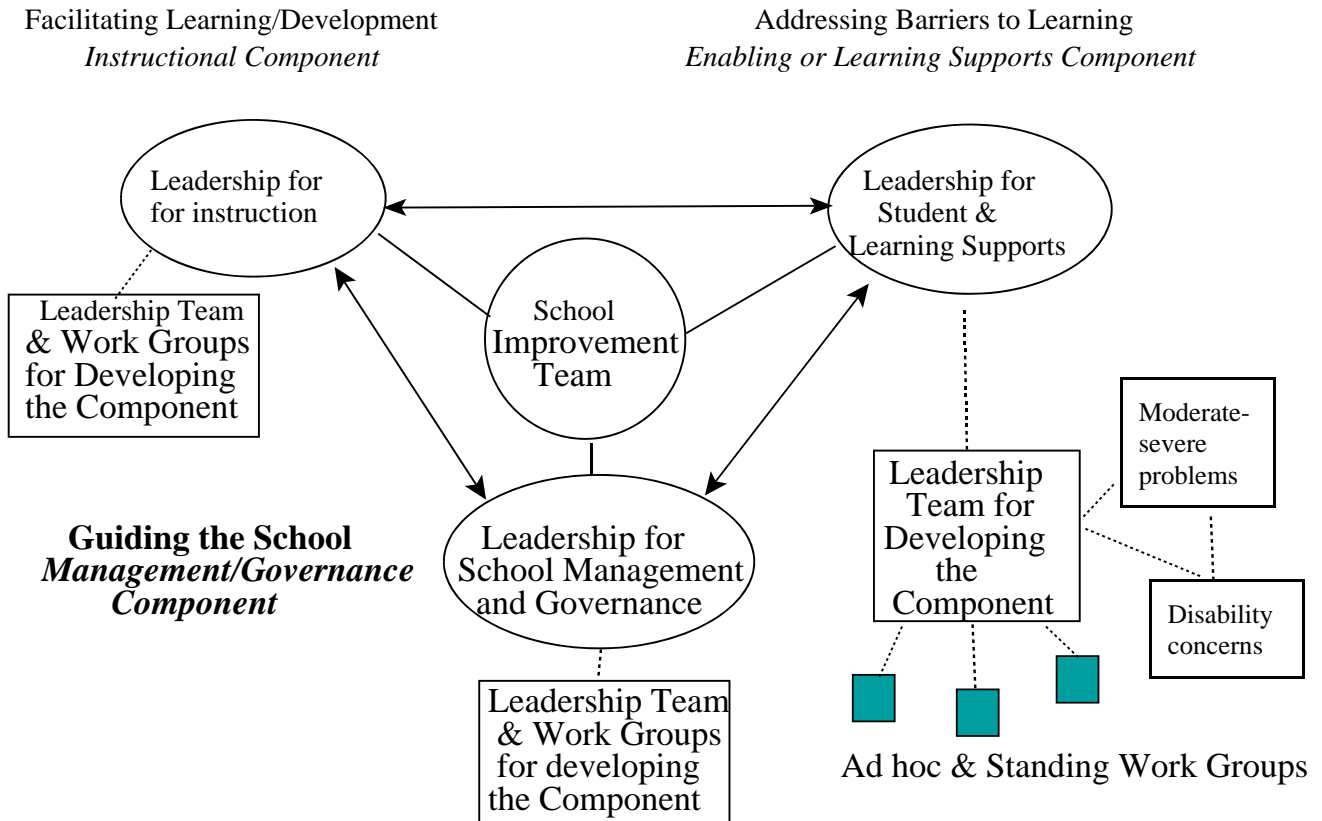 Facilitating Learning/Development
Instructional Component
Addressing Barriers to Learning
Enabling or Learning Supports Component
Leadership for
for instruction
Leadership for
Student &
Learning Supports
School
Improvement
Team
Leadership Team
& Work Groups
for Developing
the Component
Moderate-
severe
problems
Leadership
Team for
Developing
the
Component
Disability
concerns
Guiding the School
Management/Governance
Component
Leadership for
School Management
and Governance
Leadership Team
& Work Groups
for developing
the Component
Ad hoc & Standing Work Groups